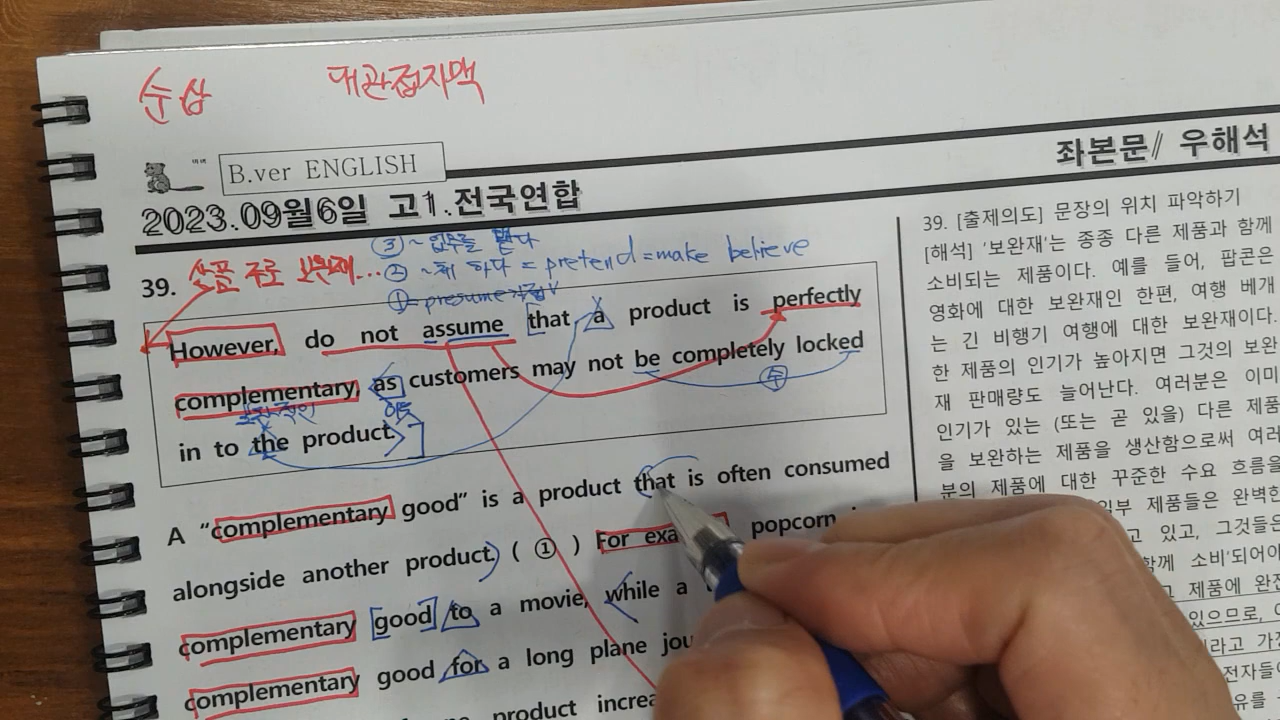 순삽 대관접자맥
B.ver ENGLISH
좌본문// 우해석
2023.09월6일 고1.전국연합
③ ~ 업무를 맡다
② ~체 하다 = pretend = make believe
① = presume
39. 상품 주로 보완재...
However, do not assume that a product is perfectly
complementary, as customers may not be completely locked
in to the product.
A “complementary good” is a product that is often consumed
alongside another product. ( ① ) For exa popcorn
complementary good to a movie, while a
complementary good for a long plane jou
product increa
39. [출제의도] 문장의 위치 파악하기
[해석] ‘보완재’는 종종 다른 제품과 함께
소비되는 제품이다. 예를 들어, 팝콘은
영화에 대한 보완재인 한편, 여행 베개
는 긴 비행기 여행에 대한 보완재이다.
한 제품의 인기가 높아지면 그것의 보완
재 판매량도 늘어난다. 여러분은 이미
인기가 있는 (또는 곧 있을) 다른 제품
을 보완하는 제품을 생산함으로써 여러
분의 제품에 대한 꾸준한 수요 흐름을
일부 제품들은 완벽한
고 있고, 그것들은
함께 소비되어야
제품에 완전
있으므로,
이라고 가정
전자들이
유를